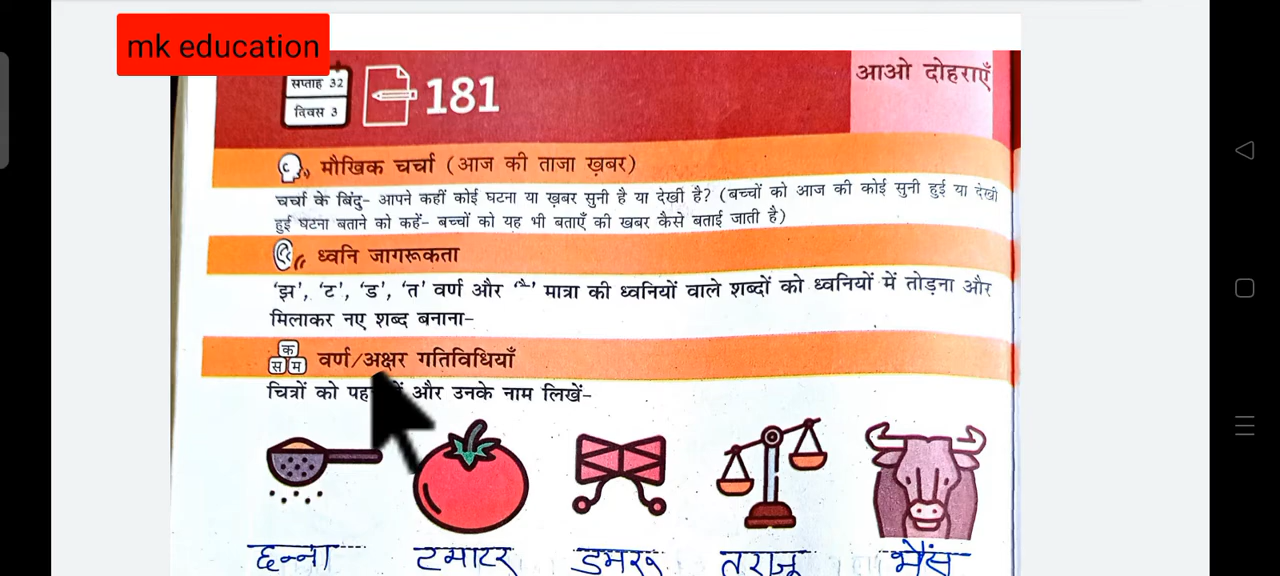 mk education
सप्ताह 32
दिवस 3
181
आओ दोहराएँ
मौखिक चर्चा (आज की ताजा ख़बर)
चर्चा के बिंदु- आपने कहीं कोई घटना या ख़बर सुनी है या देखी है? (बच्चों को आज की कोई सुनी हुई या देखी
हुई घटना बताने को कहें- बच्चों को यह भी बताएँ की खबर कैसे बताई जाती है)
ध्वनि जागरूकता
'झ', 'ट', 'ड', 'त' वर्ण और 'ै' मात्रा की ध्वनियों वाले शब्दों को ध्वनियों में तोड़ना और
मिलाकर नए शब्द बनाना-
क
स म
वर्ण/अक्षर गतिविधियाँ
चित्रों को और उनके नाम लिखें-
छन्ना टमाटर डमरू तराजू भैंस